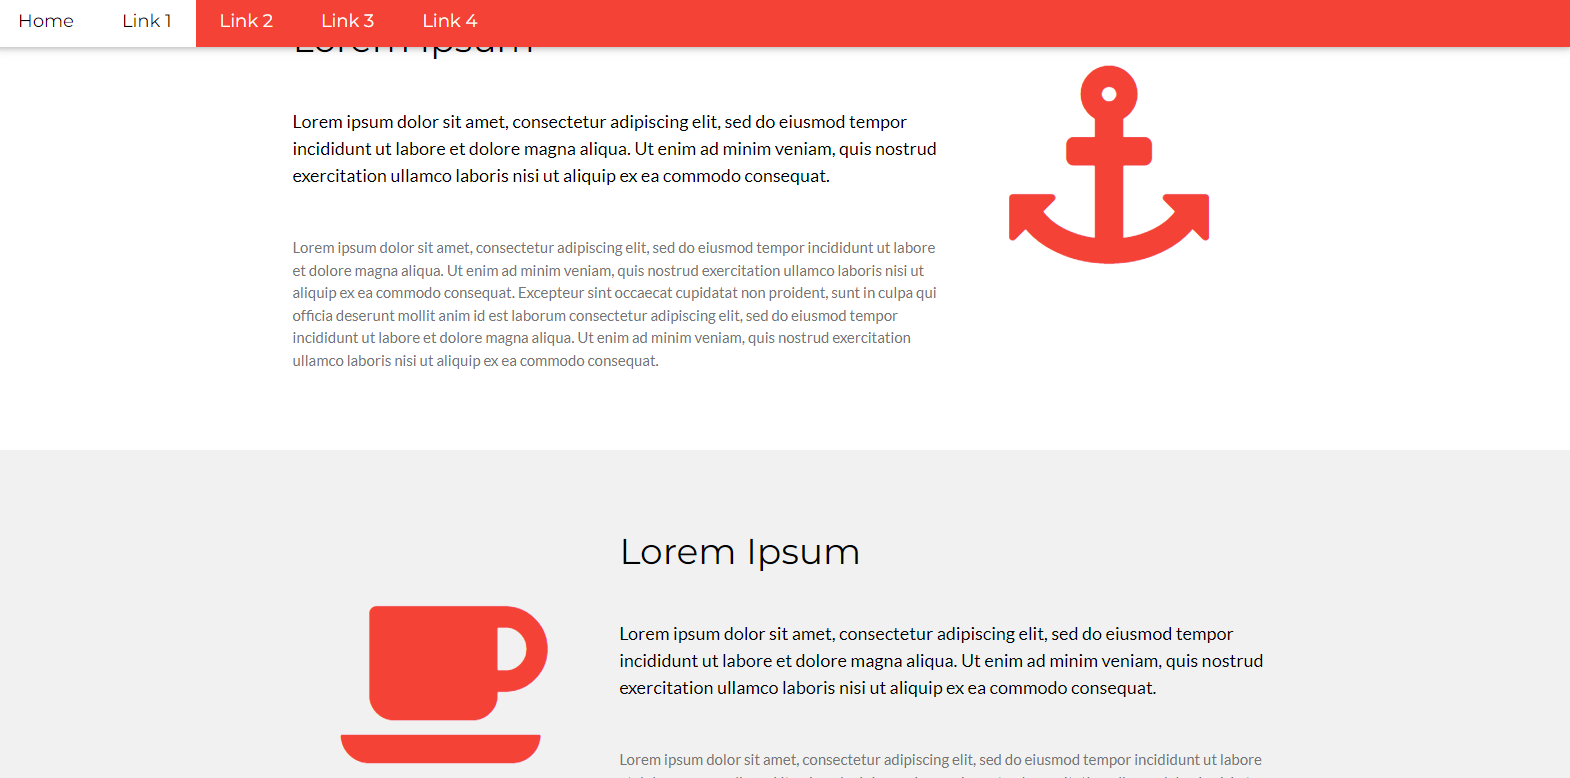 Home Link 1 Link 2 Link 3 Link 4
Lorem Ipsum
Lorem ipsum dolor sit amet, consectetur adipiscing elit, sed do eiusmod tempor
incididunt ut labore et dolore magna aliqua. Ut enim ad minim veniam, quis nostrud
exercitation ullamco laboris nisi ut aliquip ex ea commodo consequat.
Lorem ipsum dolor sit amet, consectetur adipiscing elit, sed do eiusmod tempor incididunt ut labore
et dolore magna aliqua. Ut enim ad minim veniam, quis nostrud exercitation ullamco laboris nisi ut
aliquip ex ea commodo consequat. Excepteur sint occaecat cupidatat non proident, sunt in culpa qui
officia deserunt mollit anim id est laborum consectetur adipiscing elit, sed do eiusmod tempor
incididunt ut labore et dolore magna aliqua. Ut enim ad minim veniam, quis nostrud exercitation
ullamco laboris nisi ut aliquip ex ea commodo consequat.
Lorem Ipsum
Lorem ipsum dolor sit amet, consectetur adipiscing elit, sed do eiusmod tempor
incididunt ut labore et dolore magna aliqua. Ut enim ad minim veniam, quis nostrud
exercitation ullamco laboris nisi ut aliquip ex ea commodo consequat.
Lorem ipsum dolor sit amet, consectetur adipiscing elit, sed do eiusmod tempor incididunt ut labore